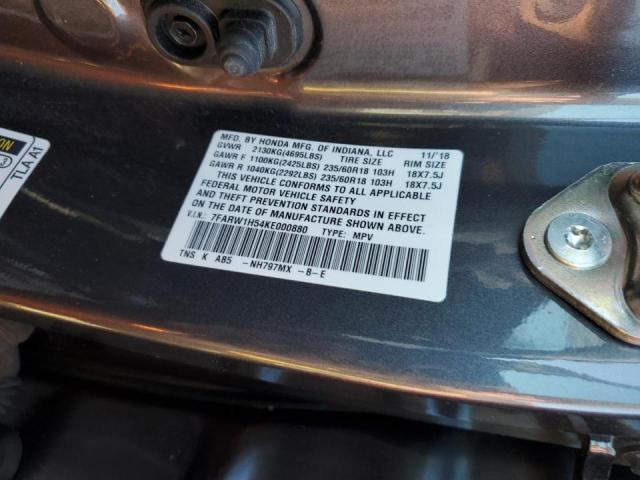 MFD. BY HONDA MFG. OF INDIANA, LLC 11/'18
GVWR 2130KG(4695LBS) TIRE SIZE RIM SIZE
GAWR F 1100KG(2425LBS) 235/60R18 103H 18X7.5J
GAWR R 1040KG(2292LBS) 235/60R18 103H 18X7.5J
THIS VEHICLE CONFORMS TO ALL APPLICABLE
FEDERAL MOTOR VEHICLE SAFETY
AND THEFT PREVENTION STANDARDS IN EFFECT
ON THE DATE OF MANUFACTURE SHOWN ABOVE.
V.I.N.: 7FARW1H54KE000880 TYPE: MPV
TNS K AB5 -NH797MX -B-E
TLA A1